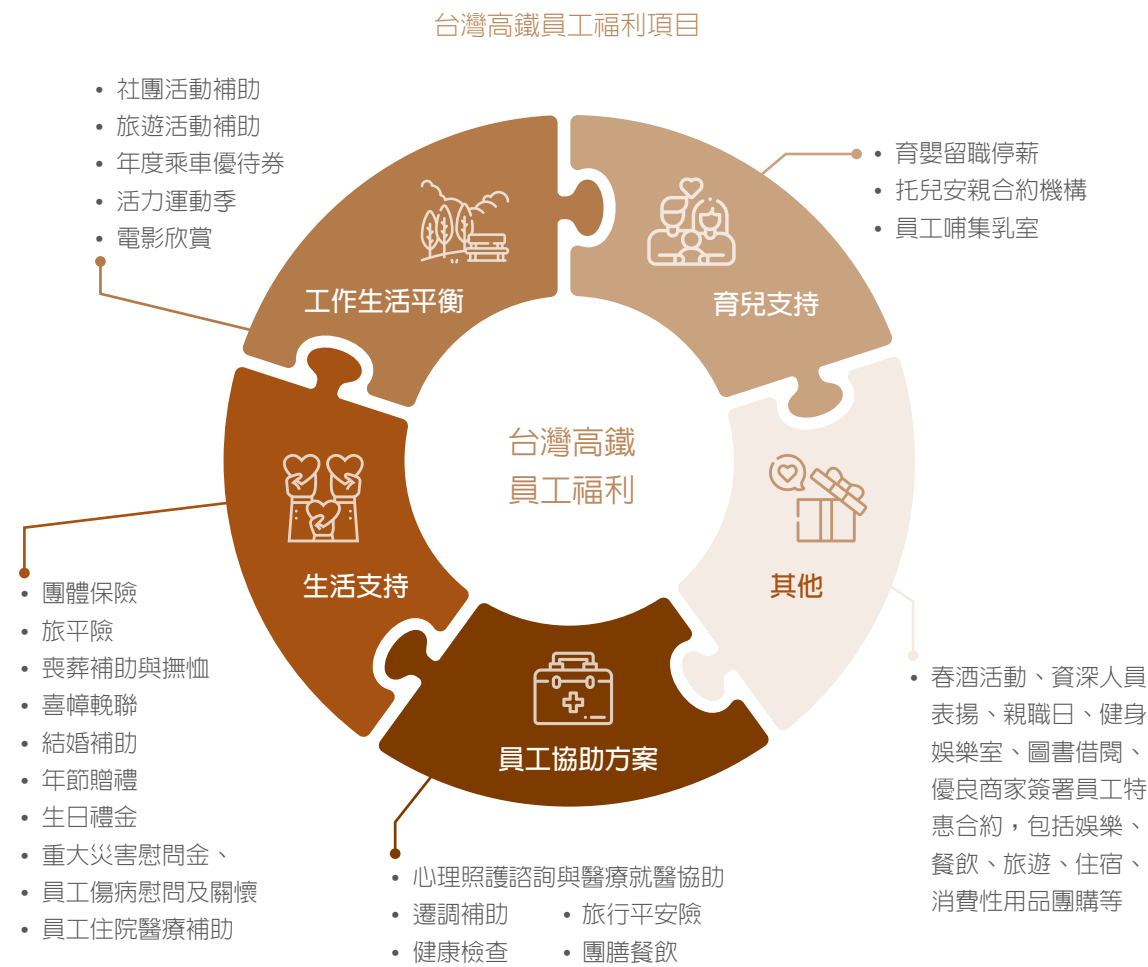 台灣高鐵員工福利項目
• 社團活動補助
• 旅遊活動補助
• 年度乘車優待券
• 活力運動季
• 電影欣賞
• 育嬰留職停薪
• 托兒安親合約機構
• 員工哺集乳室
工作生活平衡
育兒支持
台灣高鐵
員工福利
生活支持
其他
員工協助方案
• 團體保險
• 旅平險
• 喪葬補助與撫恤
• 喜幛輓聯
• 結婚補助
• 年節贈禮
• 生日禮金
• 重大災害慰問金、
• 員工傷病慰問及關懷
• 員工住院醫療補助
• 心理照護諮詢與醫療就醫協助
• 遷調補助 • 旅行平安險
• 健康檢查 • 團膳餐飲
• 春酒活動、資深人員
表揚、親職日、健身
娛樂室、圖書借閱、
優良商家簽署員工特
惠合約，包括娛樂、
餐飲、旅遊、住宿、
消費性用品團購等